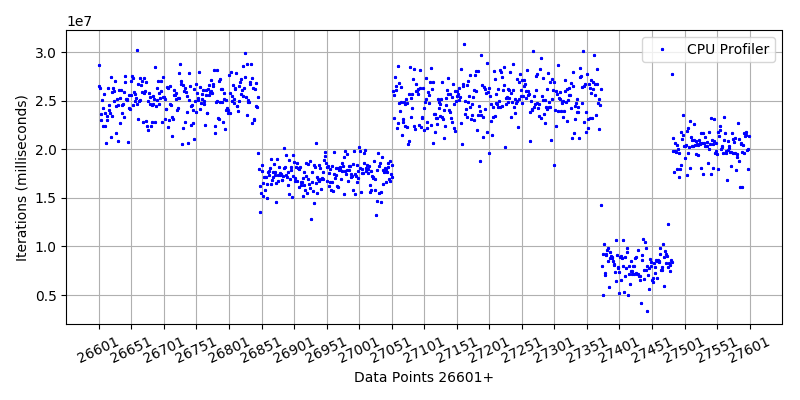 1e7
CPU Profiler
3.0
2.5
2.0
1.5
1.0
0.5
Iterations (milliseconds)
26601 26651 26701 26751 26801 26851 26901 26951 27001 27051 27101 27151 27201 27251 27301 27351 27401 27451 27501 27551 27601
Data Points 26601+